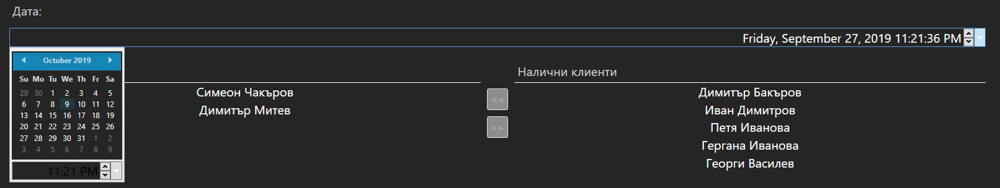 Дата:
Friday, September 27, 2019 11:21:36 PM
October 2019
Su Mo Tu We Th Fr Sa
29 30 1 2 3 4 5
6 7 8 9 10 11 12
13 14 15 16 17 18 19
20 21 22 23 24 25 26
27 28 29 30 31 1 2
3 4 5 6 7 8 9
11:21 PM
Симеон Чакъров
Димитър Митев
<<
>>
Налични клиенти
Димитър Бакъров
Иван Димитров
Петя Иванова
Гергана Иванова
Георги Василев